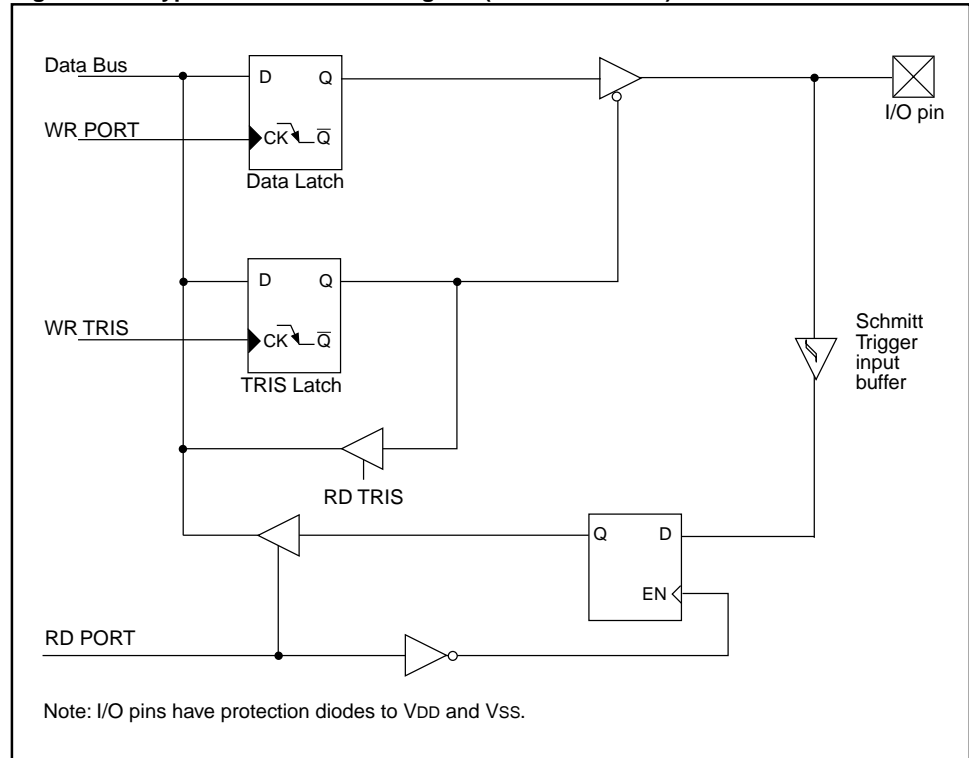 Data Bus
D Q
WR PORT
CK Q̅
Data Latch
I/O pin
D Q
WR TRIS
CK Q̅
TRIS Latch
Schmitt
Trigger
input
buffer
RD TRIS
Q D
EN
RD PORT
Note: I/O pins have protection diodes to VDD and VSS.